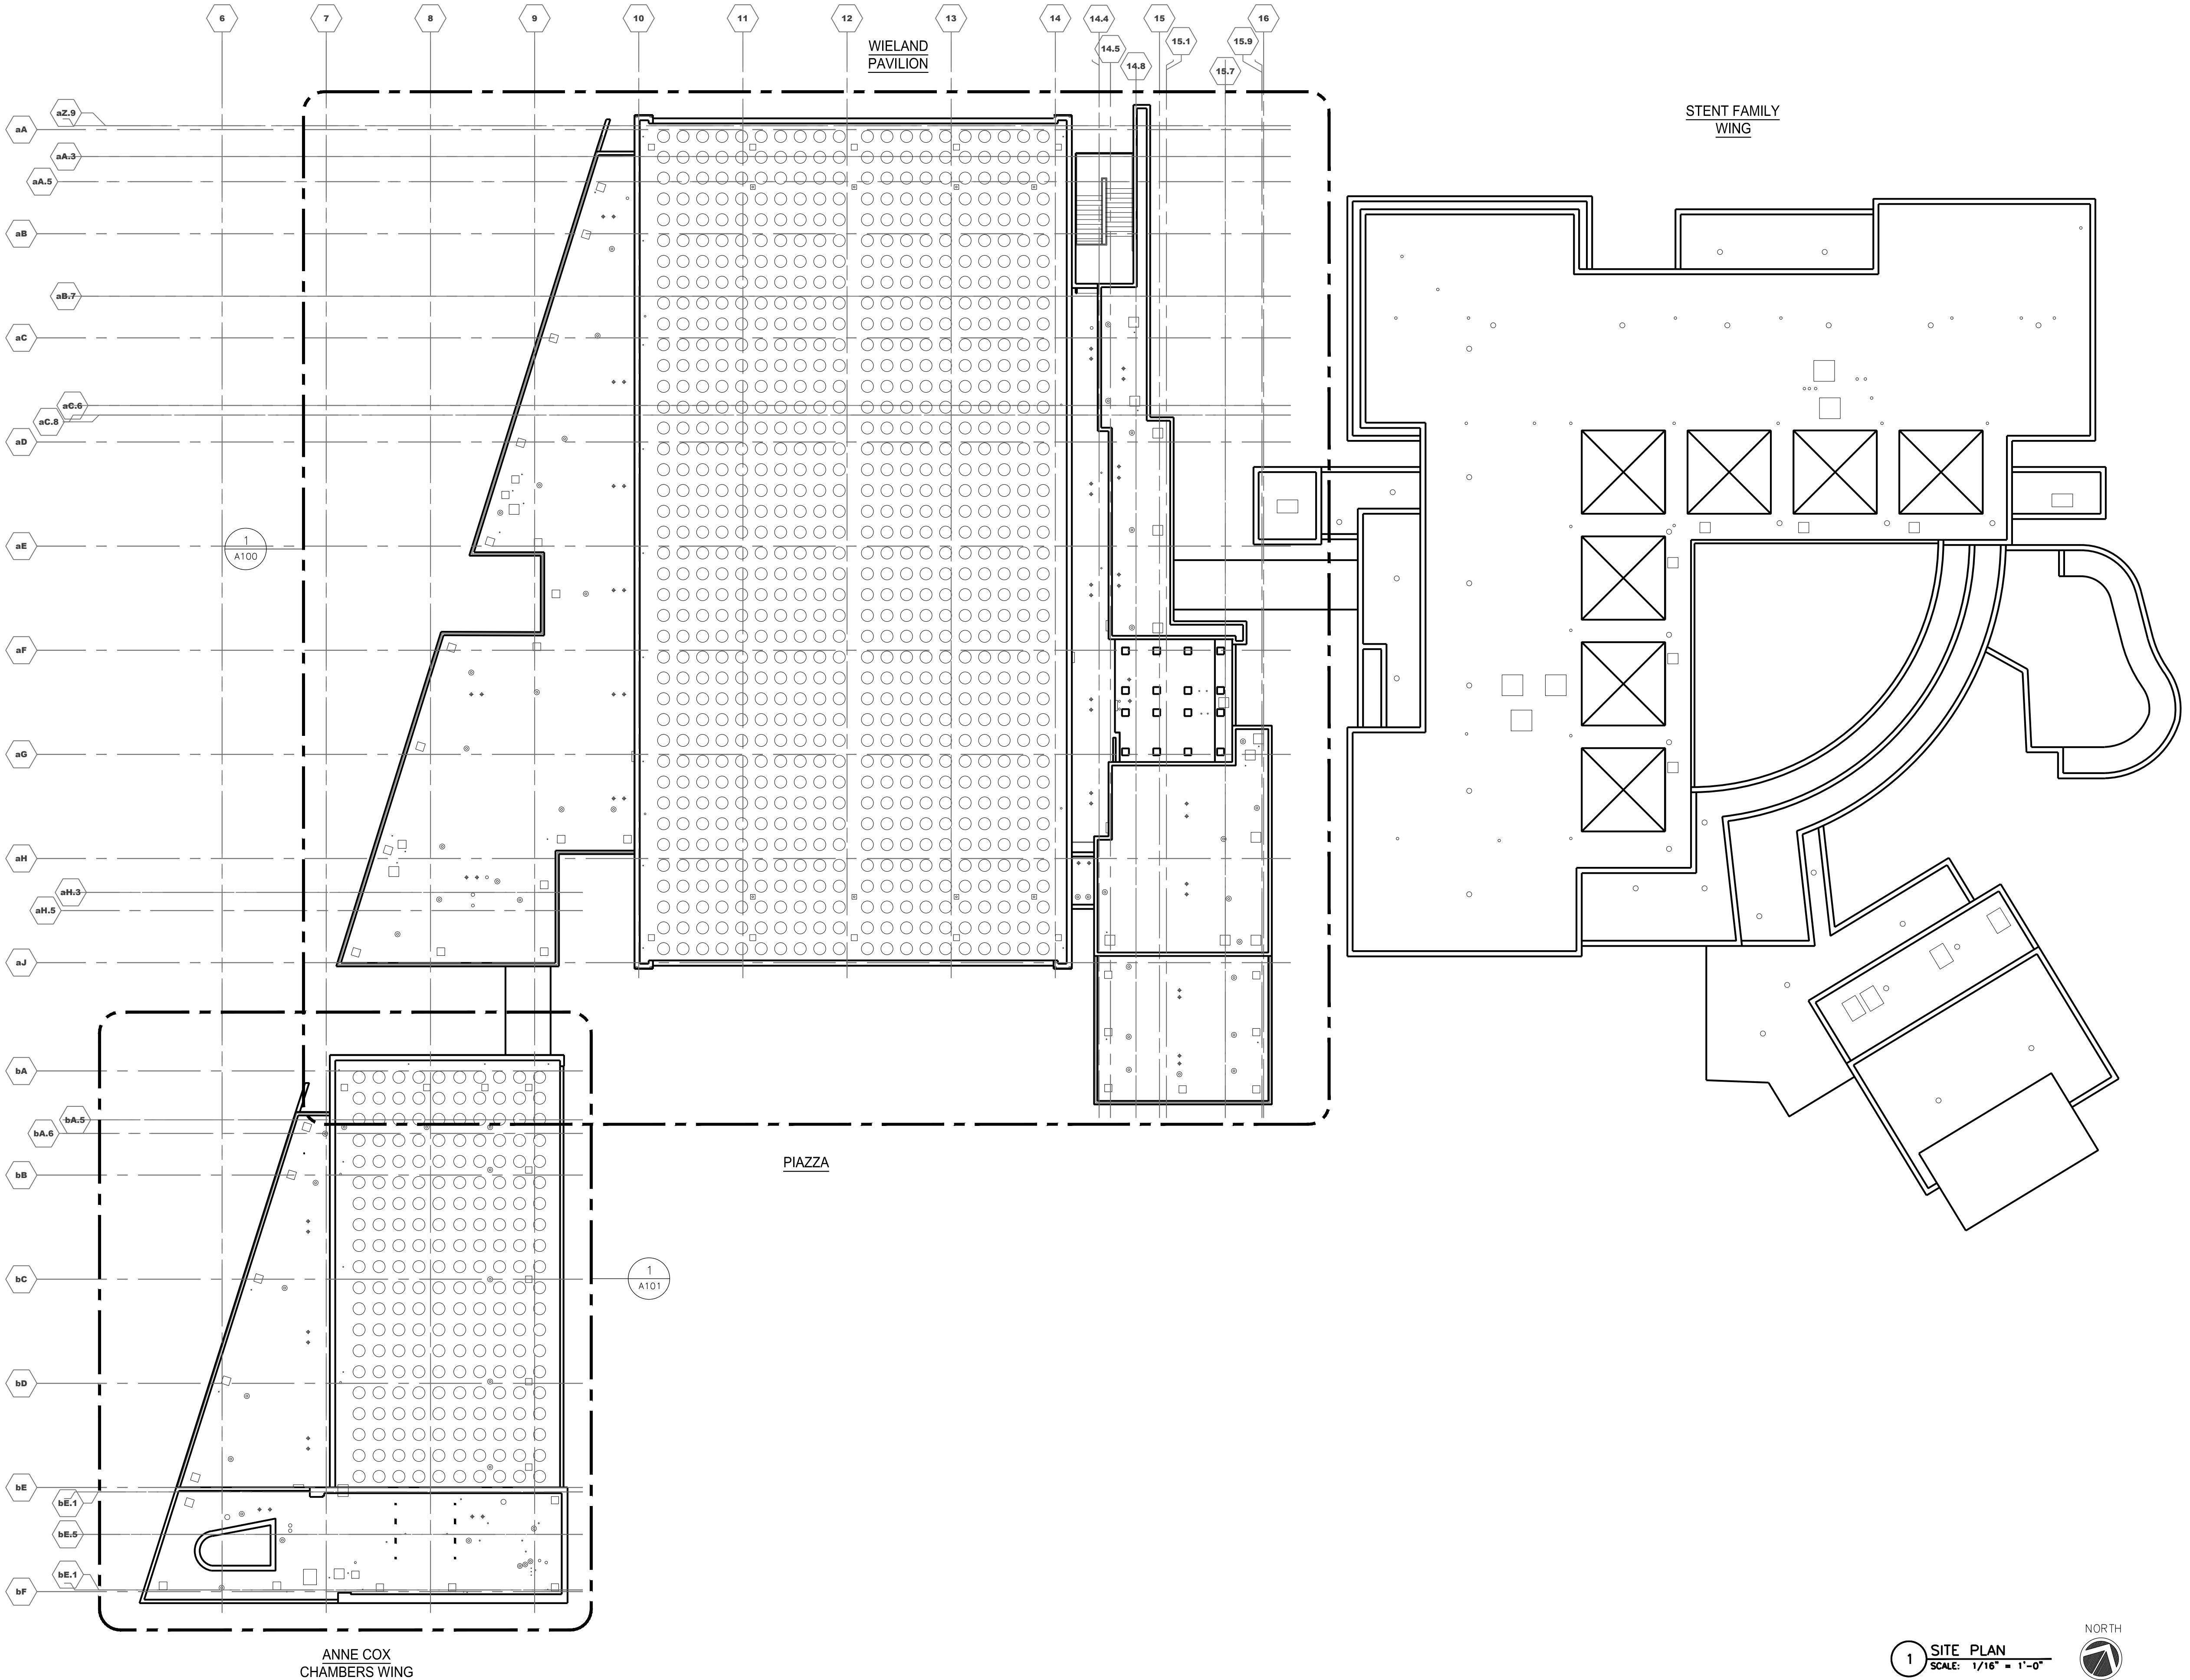 6
7
8
9
10
11
12
13
14
14.4
15
16
14.5
14.8
15.1
15.9
15.7
WIELAND
PAVILION
STENT FAMILY
WING
aZ.9
aA
aA.3
aA.5
aB
aB.7
aC
aC.6
aC.8
aD
aE
1
A100
aF
aG
aH
aH.3
aH.5
aJ
bA
bA.5
bA.6
PIAZZA
bB
bC
1
A101
bD
bE
bE.1
bE.5
bE.1
bF
ANNE COX
CHAMBERS WING
1
SITE PLAN
SCALE: 1/16" = 1'-0"
NORTH